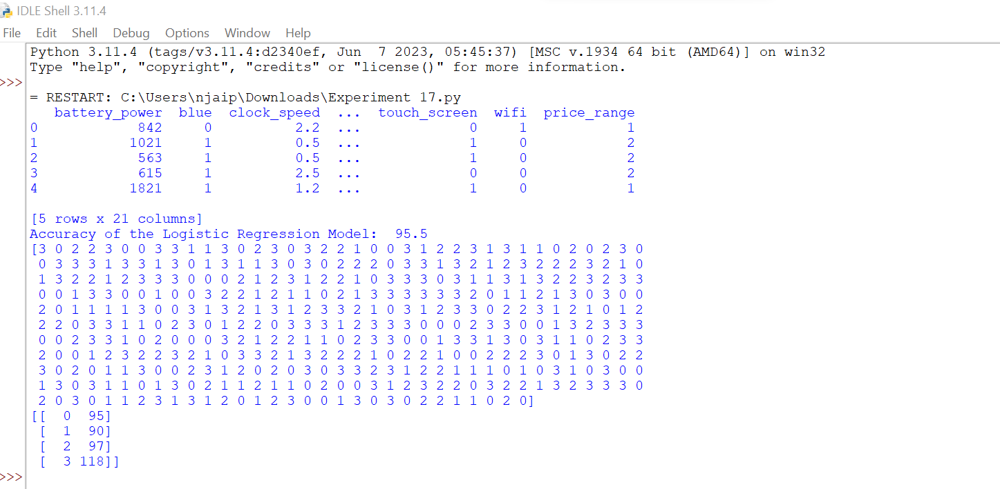 IDLE Shell 3.11.4
File Edit Shell Debug Options Window Help
Python 3.11.4 (tags/v3.11.4:d2340ef, Jun  7 2023, 05:45:37) [MSC v.1934 64 bit (AMD64)] on win32
Type "help", "copyright", "credits" or "license()" for more information.
>>>
= RESTART: C:\Users\njaip\Downloads\Experiment 17.py
   battery_power  blue  clock_speed  ...  touch_screen  wifi  price_range
0            842     0          2.2  ...             0     1            1
1           1021     1          0.5  ...             1     0            2
2            563     1          0.5  ...             1     0            2
3            615     1          2.5  ...             0     0            2
4           1821     1          1.2  ...             1     0            1
[5 rows x 21 columns]
Accuracy of the Logistic Regression Model:  95.5
[3 0 2 2 3 0 0 3 3 1 1 3 0 2 3 0 3 2 2 1 0 0 3 1 2 2 3 1 3 1 1 0 2 0 2 3 0
 0 3 3 3 1 3 3 1 3 0 1 3 1 1 3 0 3 0 2 2 2 0 3 3 1 3 2 1 2 3 2 2 2 3 2 1 0
 1 3 2 2 1 2 3 3 3 0 0 0 2 1 2 3 1 2 2 1 0 3 3 3 0 3 1 1 3 1 3 2 2 3 2 3 3
 0 0 1 3 3 0 0 1 0 0 3 2 2 1 2 1 1 0 2 1 3 3 3 3 3 3 2 0 1 1 2 1 3 0 3 0 0
 2 0 1 1 1 1 3 0 0 3 1 3 2 1 3 1 2 3 3 2 1 0 3 1 2 3 3 0 2 2 3 1 2 1 0 1 2
 2 2 0 3 3 1 1 0 2 3 0 1 2 2 0 3 3 3 1 2 3 3 3 0 0 0 2 3 3 0 0 1 3 2 3 3 3
 0 0 2 3 3 1 0 2 0 0 0 3 2 1 2 2 1 1 0 2 3 3 0 0 1 3 3 1 3 0 3 1 1 0 2 3 3
 2 0 0 1 2 3 2 2 3 2 1 0 3 3 2 1 3 2 2 2 1 0 2 2 1 0 0 2 2 2 3 0 1 3 0 2 2
 3 0 2 0 1 1 3 0 0 2 3 1 2 0 2 0 3 0 3 3 2 3 1 2 2 1 1 1 0 1 0 3 1 0 3 0 0
 1 3 0 3 1 1 0 1 3 0 2 1 1 2 1 1 0 2 0 0 3 1 2 3 2 2 0 3 2 2 1 3 2 3 3 3 0
 2 0 3 0 1 1 2 3 1 3 1 2 0 1 2 3 0 0 1 3 0 3 0 2 2 1 1 0 2 0]
[[  0  95]
 [  1  90]
 [  2  97]
 [  3 118]]
>>>